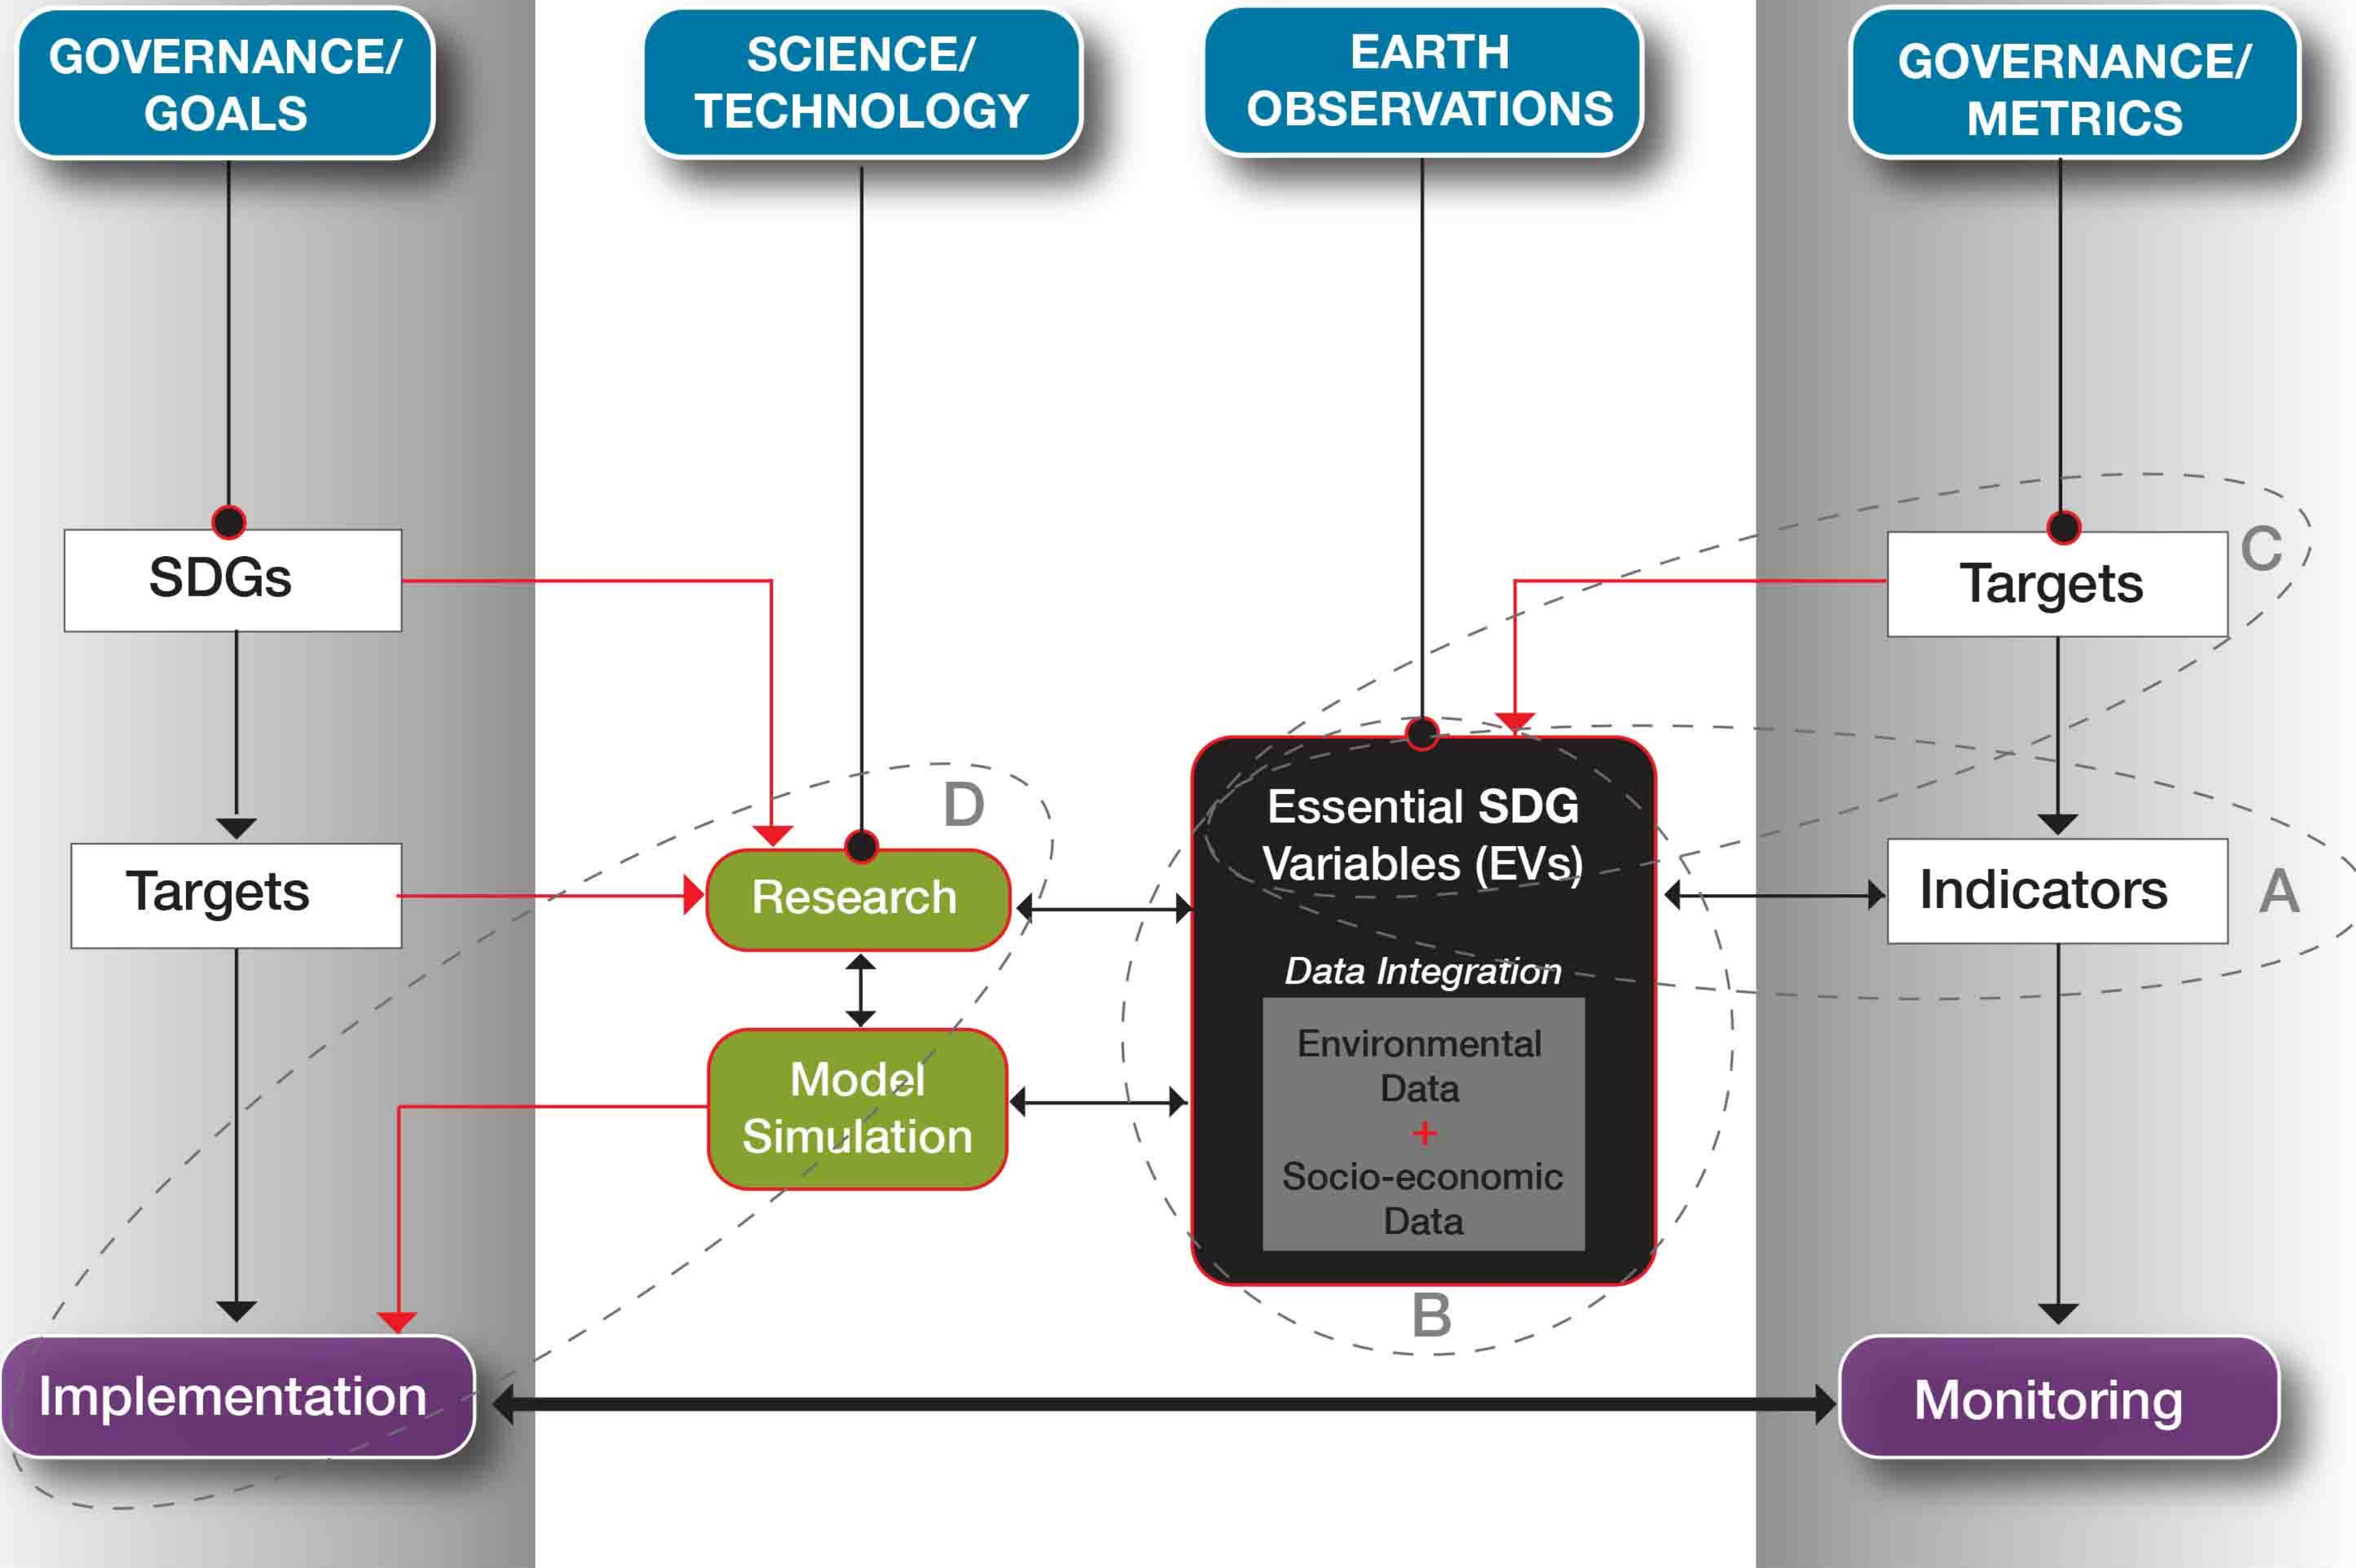 GOVERNANCE/
GOALS
SCIENCE/
TECHNOLOGY
EARTH
OBSERVATIONS
GOVERNANCE/
METRICS
SDGs
Targets
C
Targets
D
Research
Essential SDG
Variables (EVs)
Indicators
A
Data Integration
Model
Simulation
Environmental
Data
+
Socio-economic
Data
B
Implementation
Monitoring